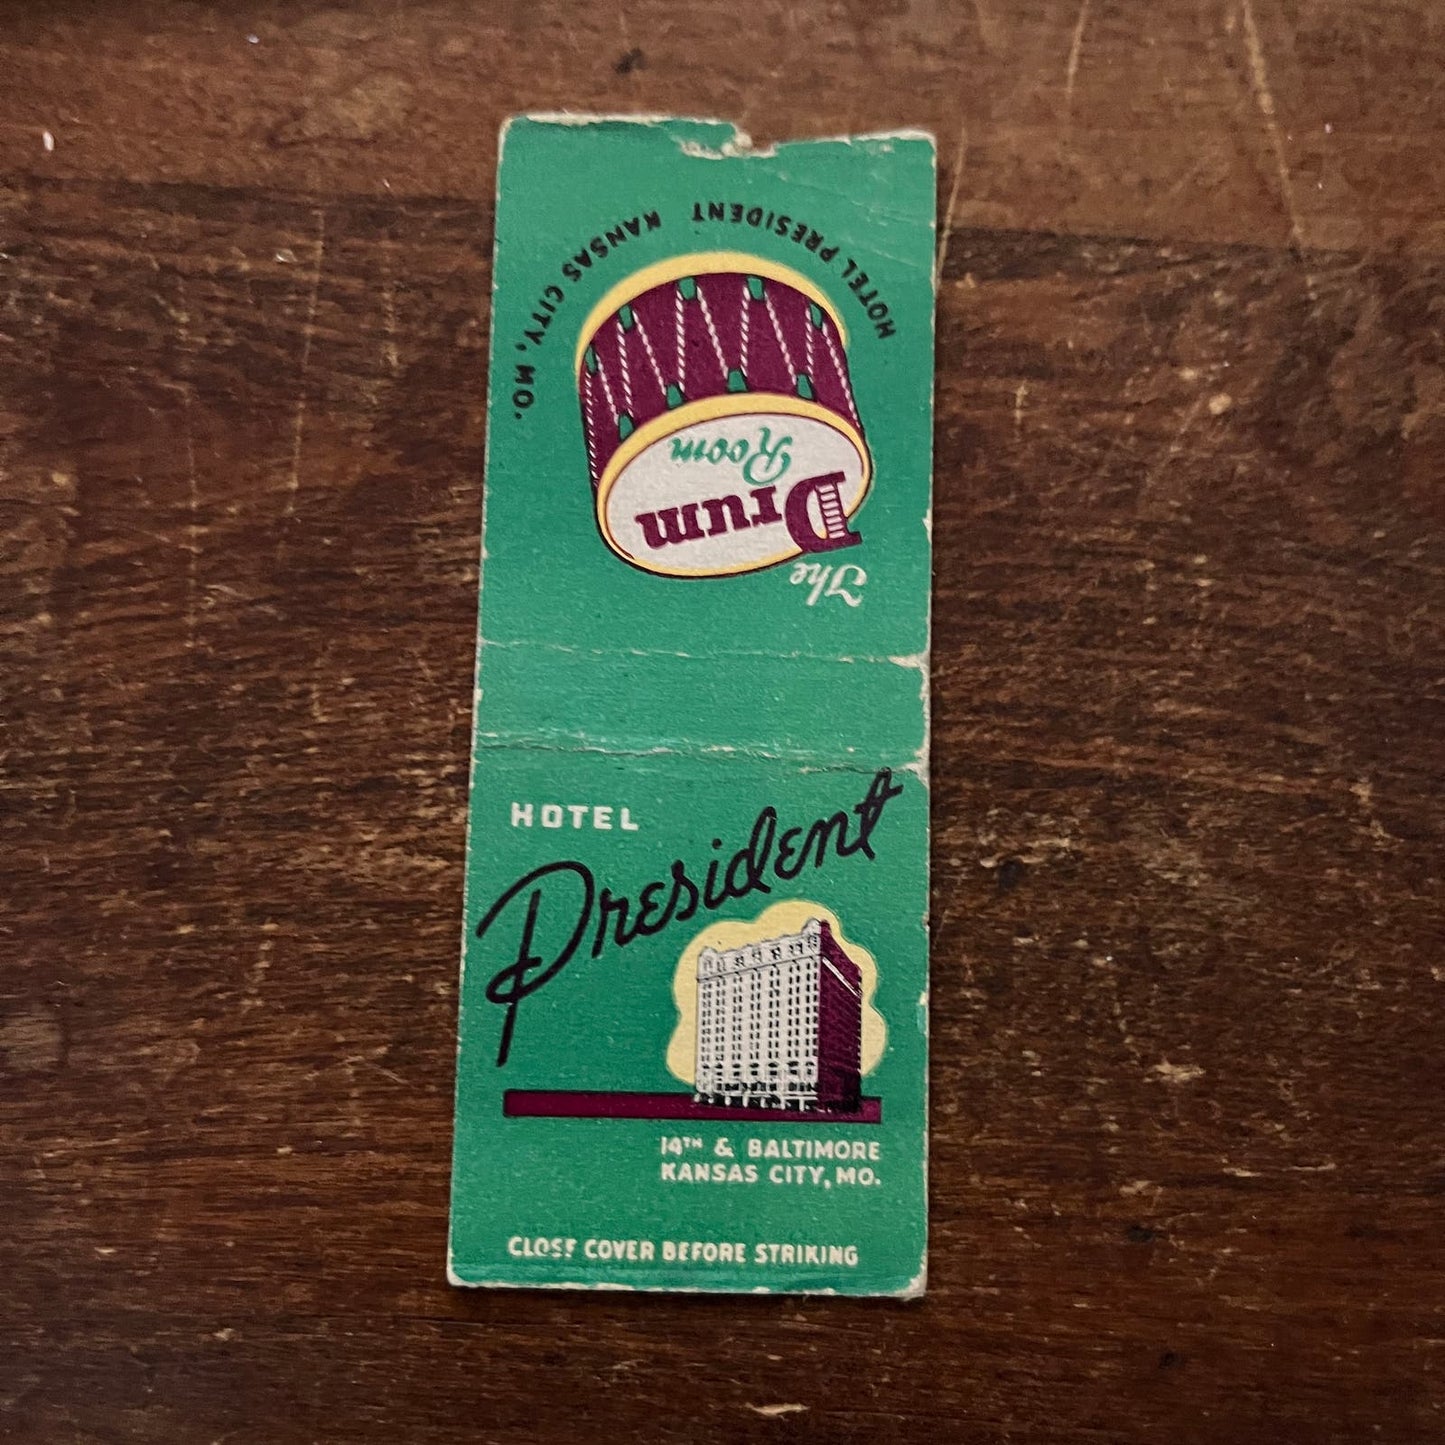 HOTEL PRESIDENT KANSAS CITY, MO.
The
Drum
Room
HOTEL
President
14TH & BALTIMORE
KANSAS CITY, MO.
CLOSE COVER BEFORE STRIKING